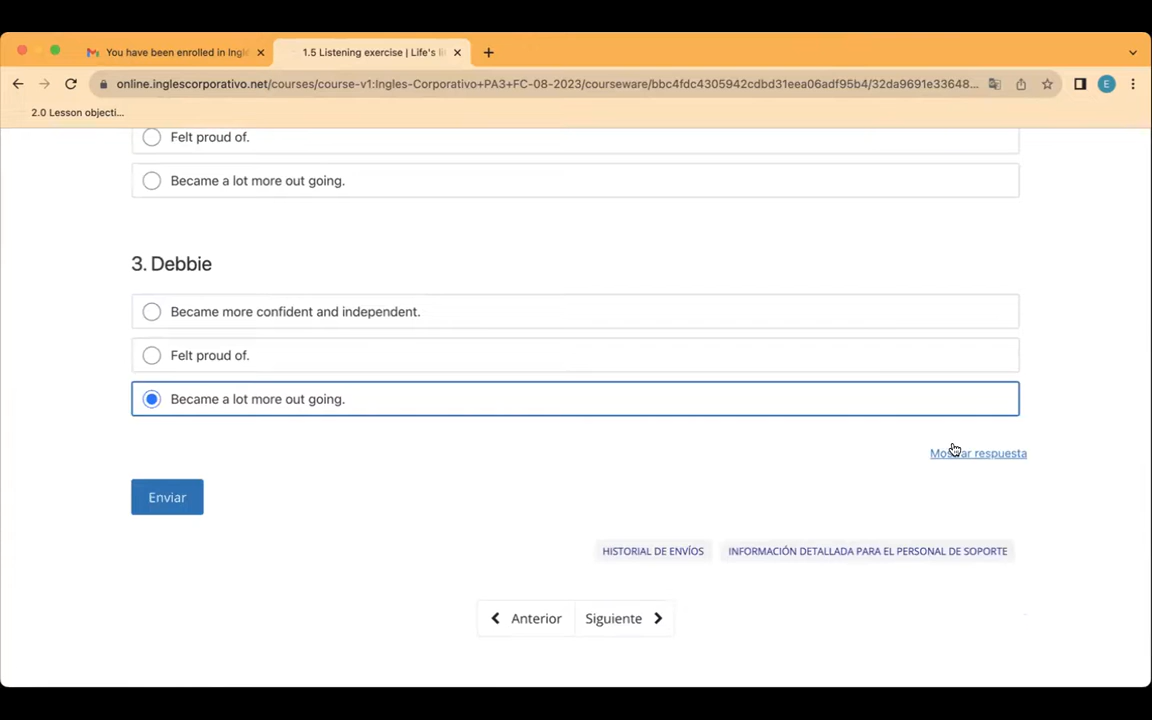 You have been enrolled in Ingl
1.5 Listening exercise | Life's li
online.inglescorporativo.net/courses/course-v1:Ingles-Corporativo+PA3+FC-08-2023/courseware/bbc4fdc4305942cdbd31eea06adf95b4/32da9691e33648...
E
2.0 Lesson objecti...
Felt proud of.
Became a lot more out going.
3. Debbie
Became more confident and independent.
Felt proud of.
Became a lot more out going.
Mostrar respuesta
Enviar
HISTORIAL DE ENVÍOS
INFORMACIÓN DETALLADA PARA EL PERSONAL DE SOPORTE
Anterior
Siguiente